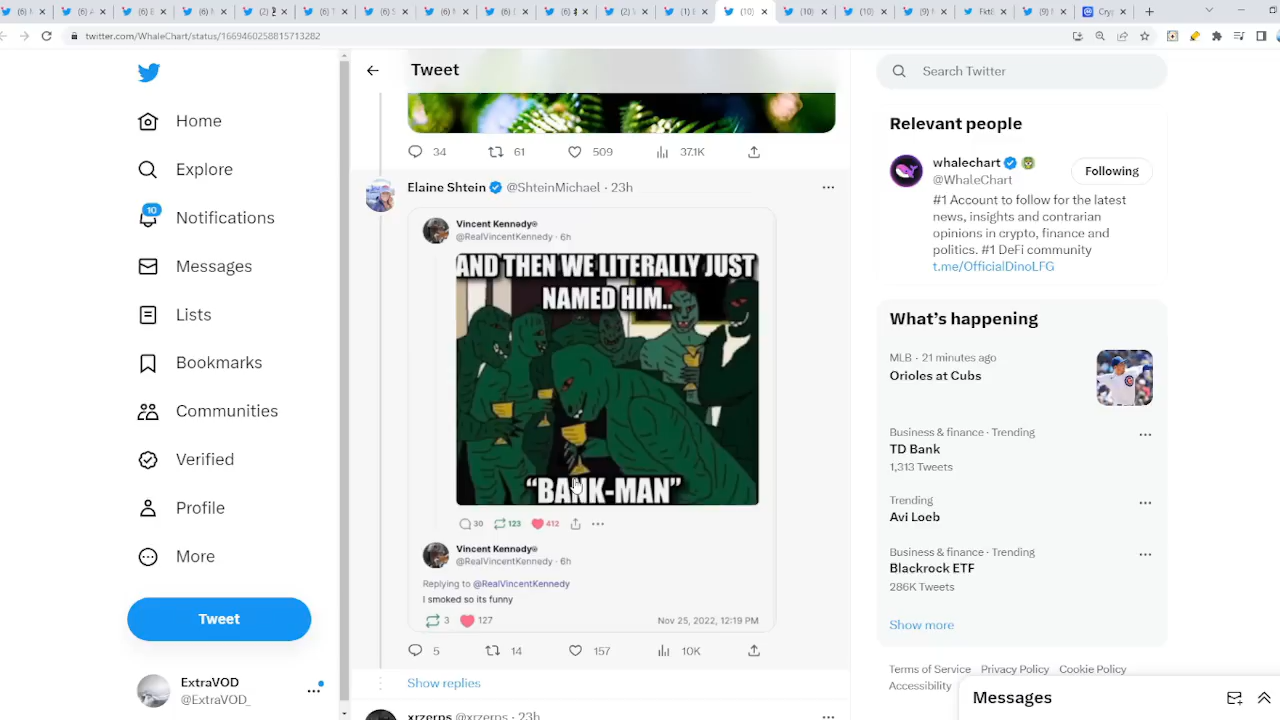 (10)
twitter.com/WhaleChart/status/1669460258815713282
Tweet
Search Twitter
Home
Explore
10
Notifications
Messages
Lists
Bookmarks
Communities
Verified
Profile
More
Tweet
ExtraVOD
@ExtraVOD_
34 61 509 37.1K
Elaine Shtein @ShteinMichael · 23h
Vincent Kennedy®
@RealVincentKennedy · 6h
AND THEN WE LITERALLY JUST
NAMED HIM..
“BANK-MAN”
30 123 412
Vincent Kennedy®
@RealVincentKennedy · 6h
Replying to @RealVincentKennedy
I smoked so its funny
3 127 Nov 25, 2022, 12:19 PM
5 14 157 10K
Show replies
xrzerps @xrzerps · 23h
Relevant people
whalechart
@WhaleChart
Following
#1 Account to follow for the latest
news, insights and contrarian
opinions in crypto, finance and
politics. #1 DeFi community
t.me/OfficialDinoLFG
What’s happening
MLB · 21 minutes ago
Orioles at Cubs
Business & finance · Trending
TD Bank
1,313 Tweets
Trending
Avi Loeb
Business & finance · Trending
Blackrock ETF
286K Tweets
Show more
Terms of Service Privacy Policy Cookie Policy
Accessibility
Messages